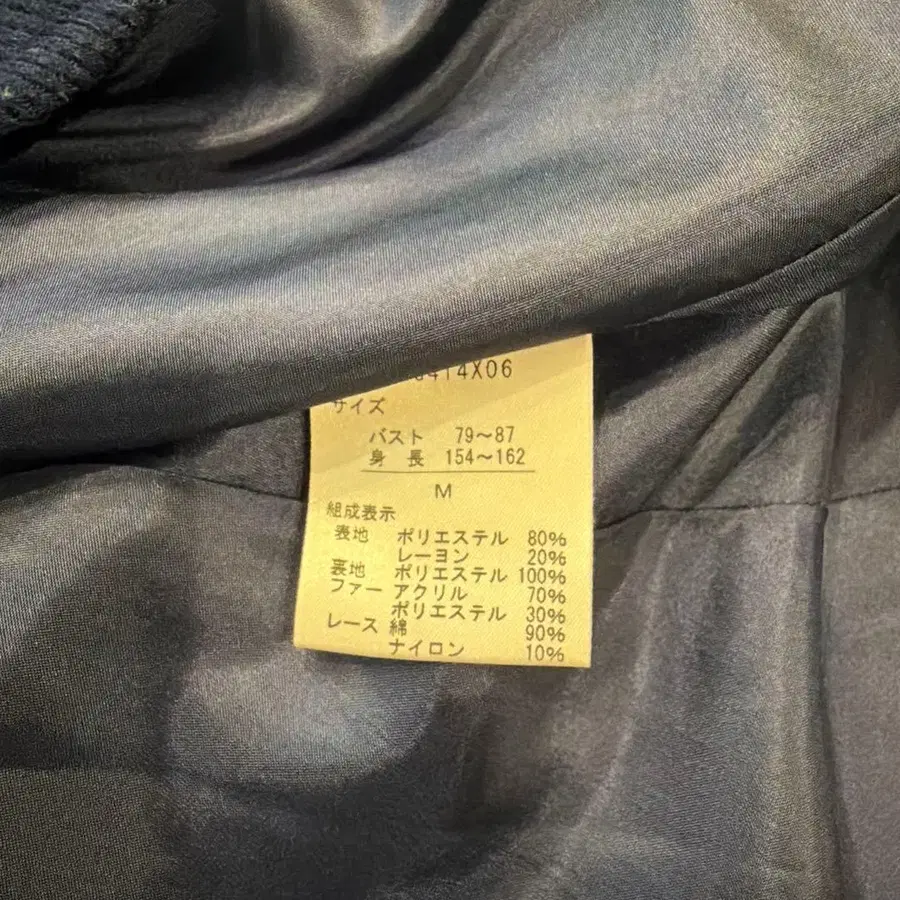 414X06
サイズ
バスト 79～87
身長 154～162
M
組成表示
表地 ポリエステル 80%
レーヨン 20%
裏地 ポリエステル 100%
ファー アクリル 70%
ポリエステル 30%
レース 綿 90%
ナイロン 10%